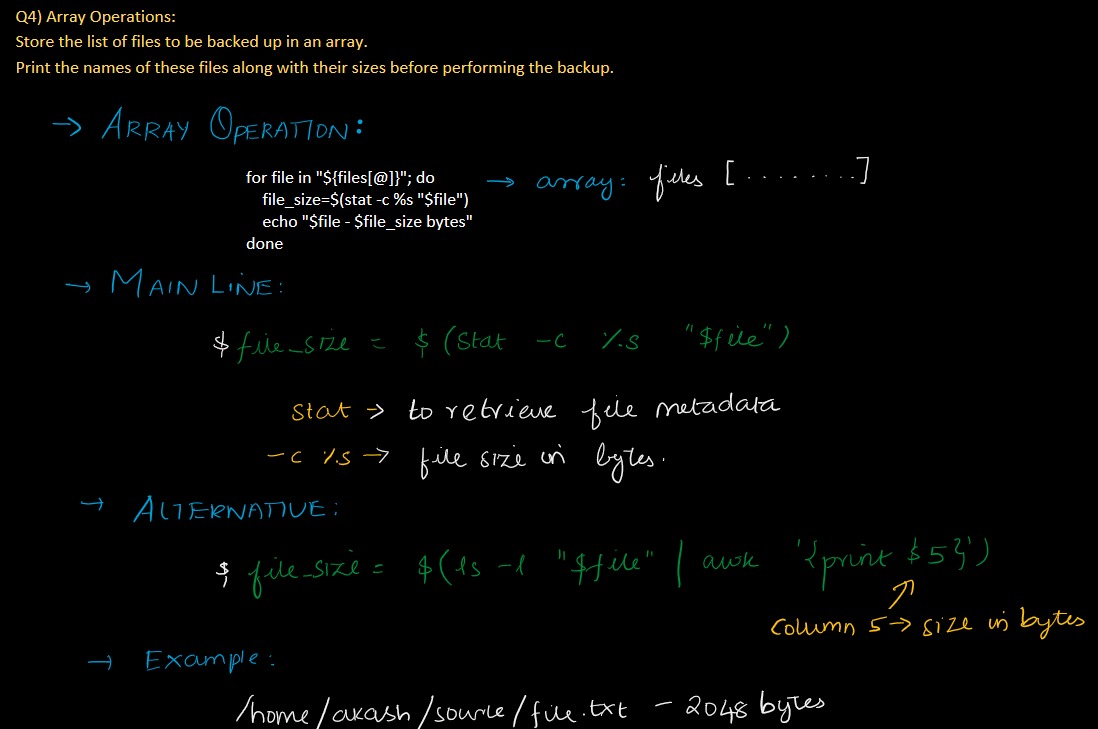 Q4) Array Operations:
Store the list of files to be backed up in an array.
Print the names of these files along with their sizes before performing the backup.
→ ARRAY OPERATION:
for file in "${files[@]}"; do → array: files [ . . . . . . . . ]
file_size=$(stat -c %s "$file")
echo "$file - $file_size bytes"
done
→ MAIN LINE:
$ file_size = $ (stat -c %s "$file")
stat → to retrieve file metadata
-c %s → file size in bytes.
→ ALTERNATIVE:
$ file_size = $(ls -l "$file" | awk '{print $5}')
column 5 → size in bytes
→ Example:
/home/akash/source/file.txt - 2048 bytes